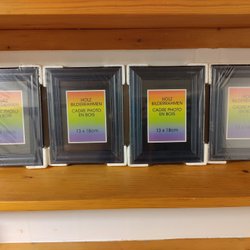 HOLZ
BILDERRAHMEN
CADRE PHOTO
EN BOIS
13 x 18cm
HOLZ
BILDERRAHMEN
CADRE PHOTO
EN BOIS
13 x 18cm